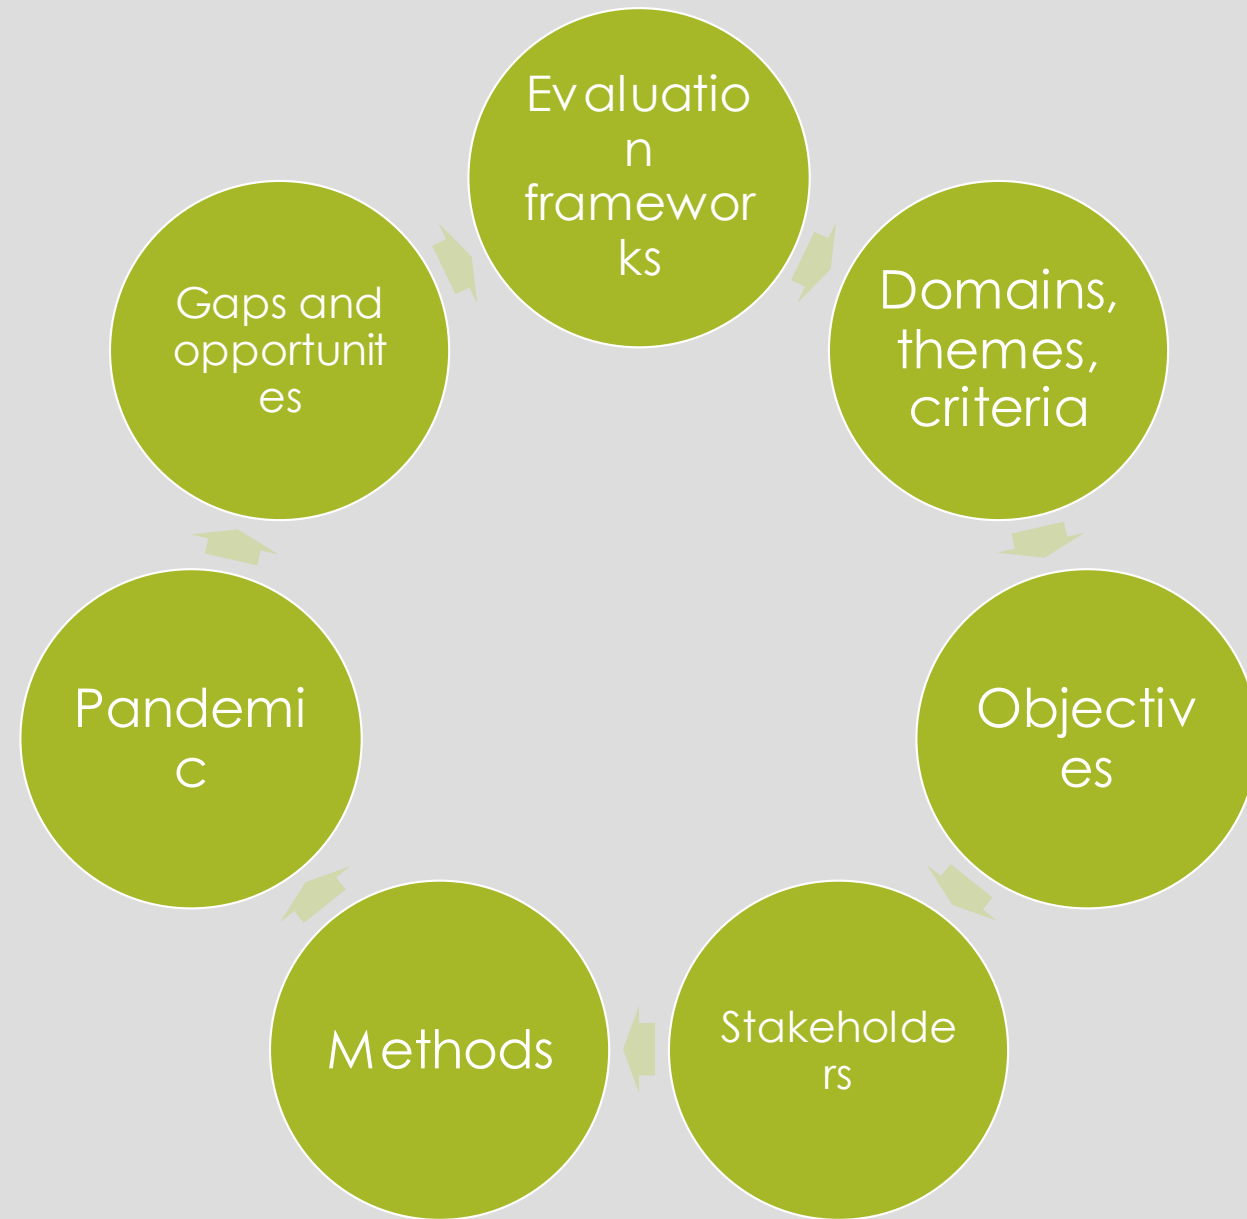 Evaluatio
n
framewor
ks
Domains,
themes,
criteria
Objectiv
es
Stakeholde
rs
Methods
Pandemi
c
Gaps and
opportunit
es